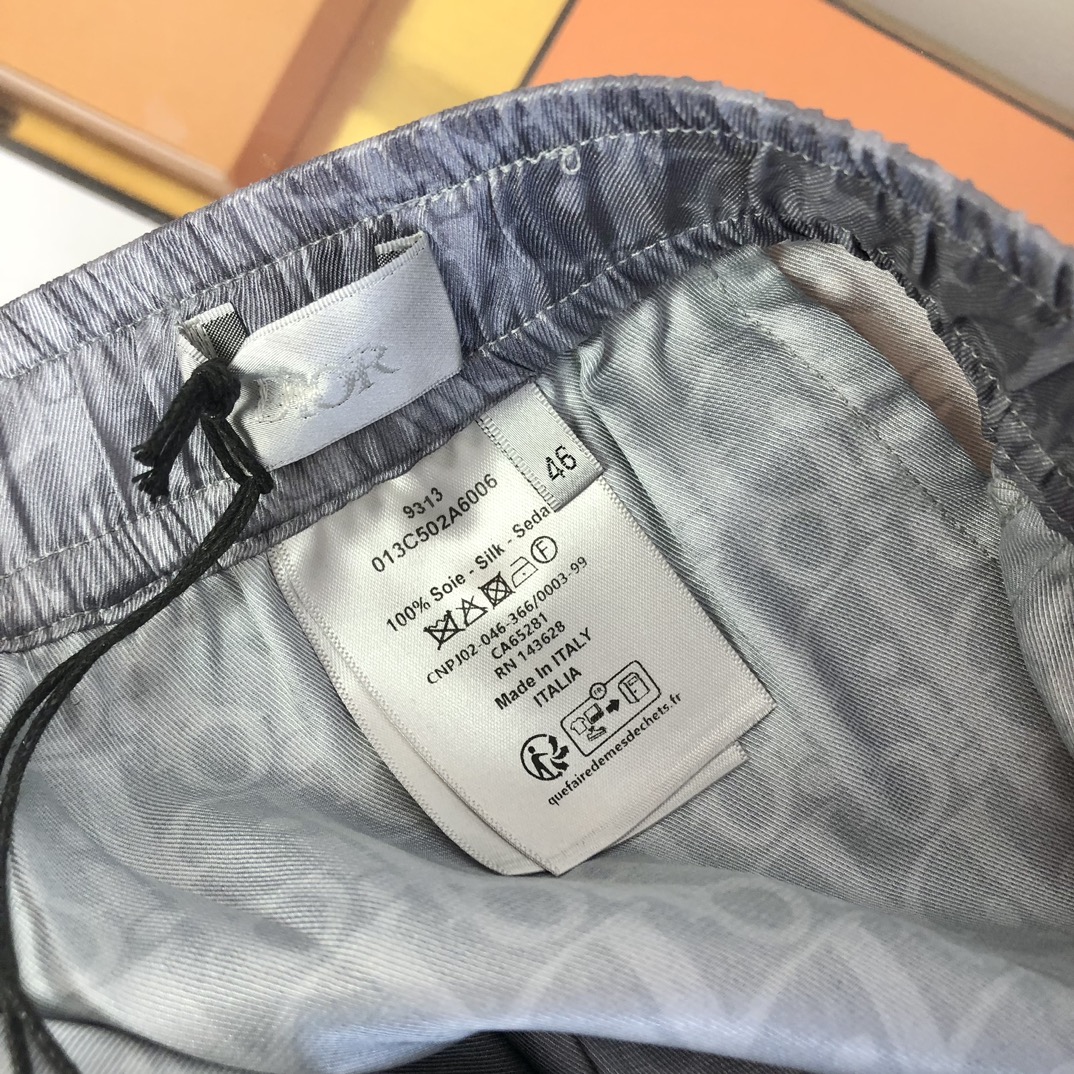 DIOR
46
9313
013C502A6006
100% Soie - Silk - Seda
F
CNPJ02-046-366/0003-99
CA65281
RN 143628
Made In ITALY
ITALIA
FR
quefairedemesdechets.fr